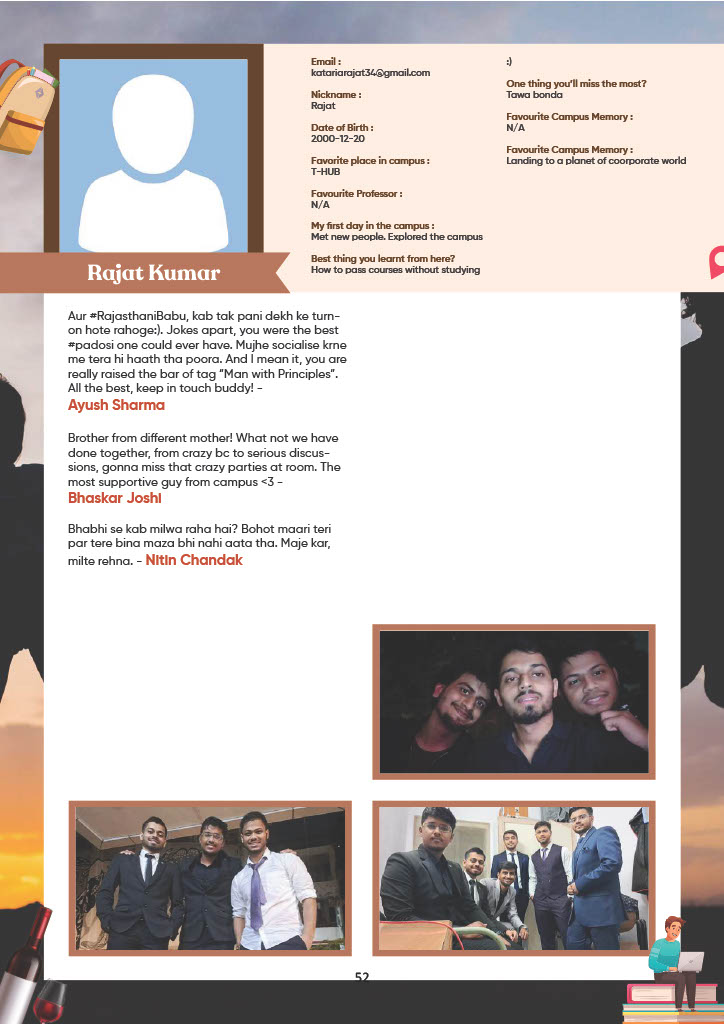 Email :
katariarajat34@gmail.com
Nickname :
Rajat
Date of Birth :
2000-12-20
Favorite place in campus :
T-HUB
Favourite Professor :
N/A
My first day in the campus :
Met new people. Explored the campus
Best thing you learnt from here?
How to pass courses without studying
:)
One thing you'll miss the most?
Tawa bonda
Favourite Campus Memory :
N/A
Favourite Campus Memory :
Landing to a planet of coorporate world
Rajat Kumar
Aur #RajasthaniBabu, kab tak pani dekh ke turn-
on hote rahoge:). Jokes apart, you were the best
#padosi one could ever have. Mujhe socialise krne
me tera hi haath tha poora. And I mean it, you are
really raised the bar of tag “Man with Principles”.
All the best, keep in touch buddy! -
Ayush Sharma
Brother from different mother! What not we have
done together, from crazy bc to serious discus-
sions, gonna miss that crazy parties at room. The
most supportive guy from campus <3 -
Bhaskar Joshi
Bhabhi se kab milwa raha hai? Bohot maari teri
par tere bina maza bhi nahi aata tha. Maje kar,
milte rehna. - Nitin Chandak
52